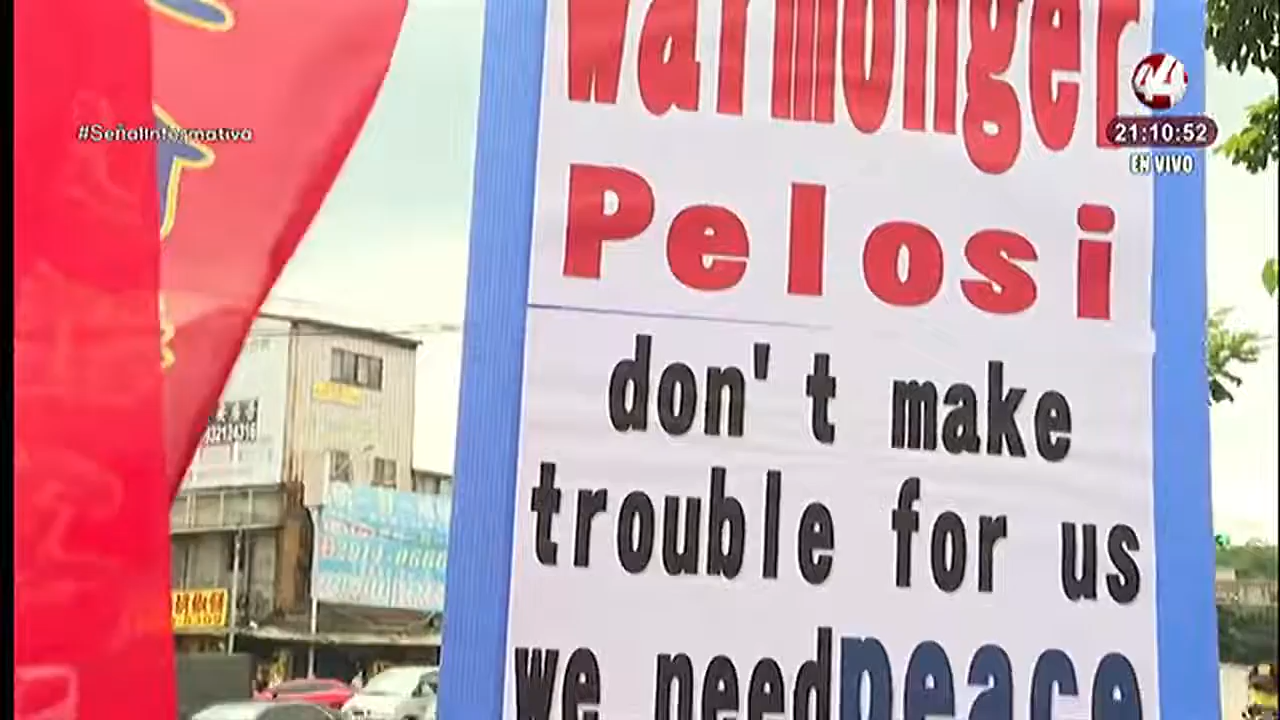 warmonger
Pelosi
don't make
trouble for us
we need peace
#SeñalInformativa
44
21:10:52
EN VIVO